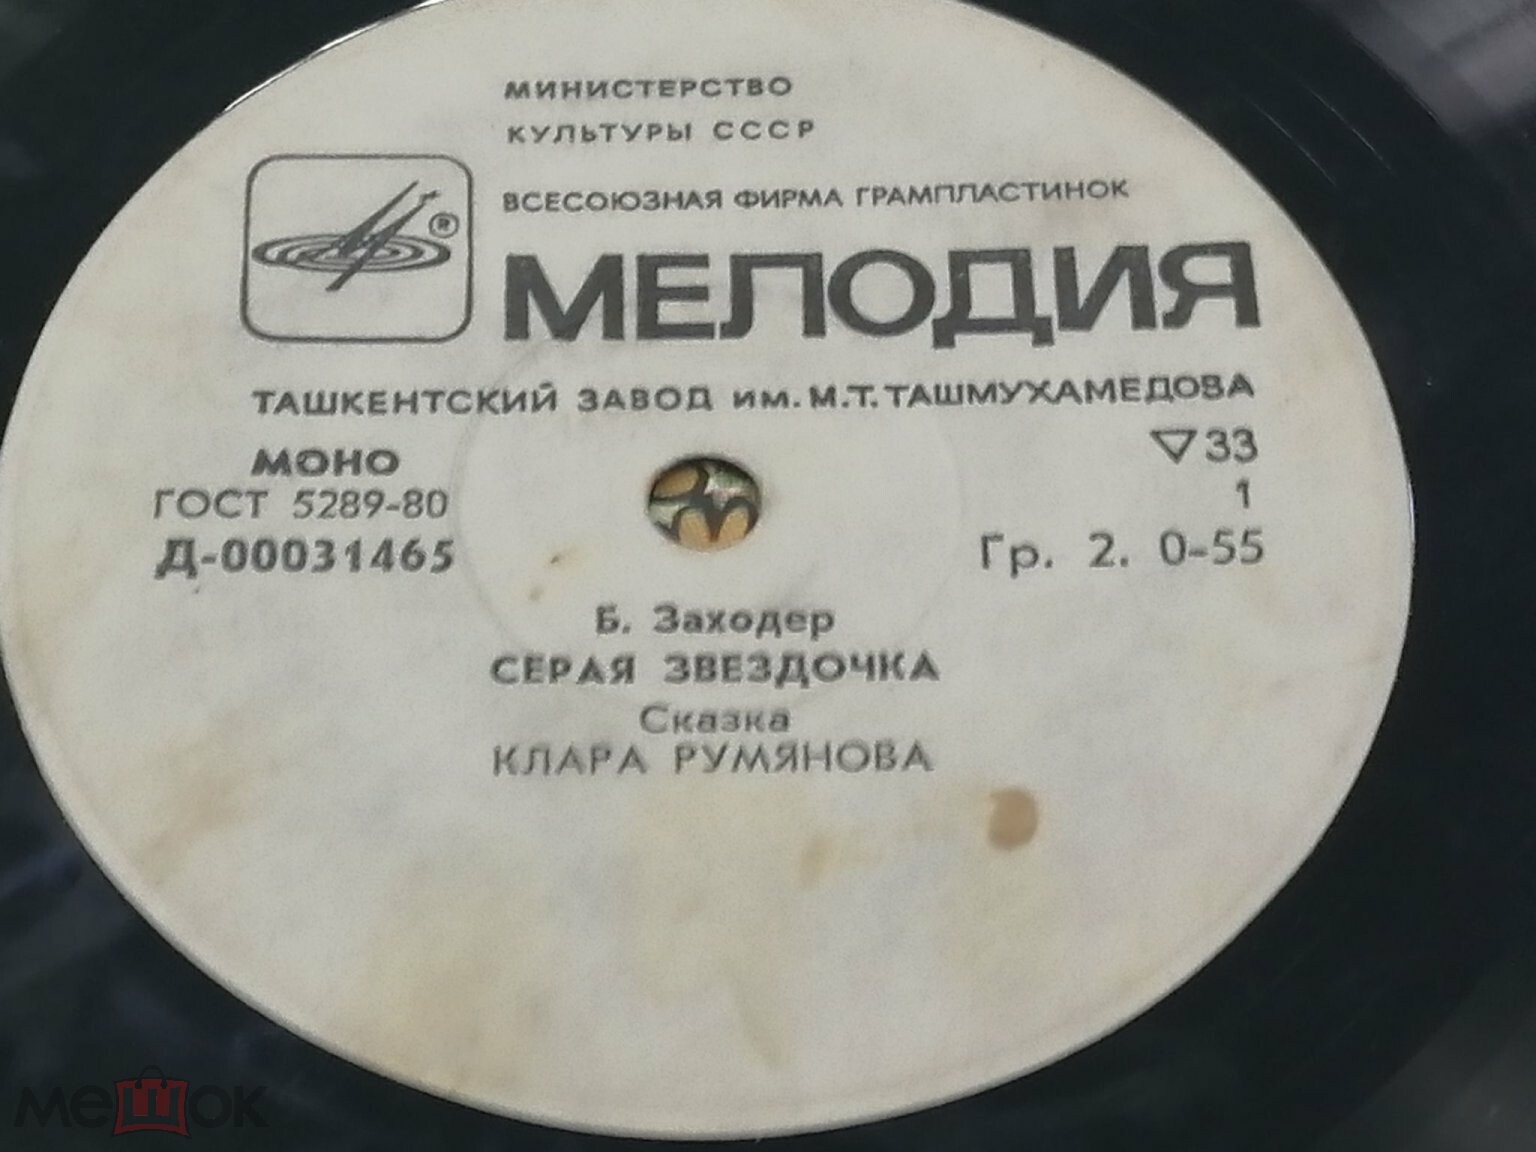 МИНИСТЕРСТВО
КУЛЬТУРЫ СССР
ВСЕСОЮЗНАЯ ФИРМА ГРАМПЛАСТИНОК
®
МЕЛОДИЯ
ТАШКЕНТСКИЙ ЗАВОД им. М.Т. ТАШМУХАМЕДОВА
МОНО
▽33
ГОСТ 5289-80
1
Д-00031465
Гр. 2. 0-55
Б. Заходер
СЕРАЯ ЗВЕЗДОЧКА
Сказка
КЛАРА РУМЯНОВА
мешок